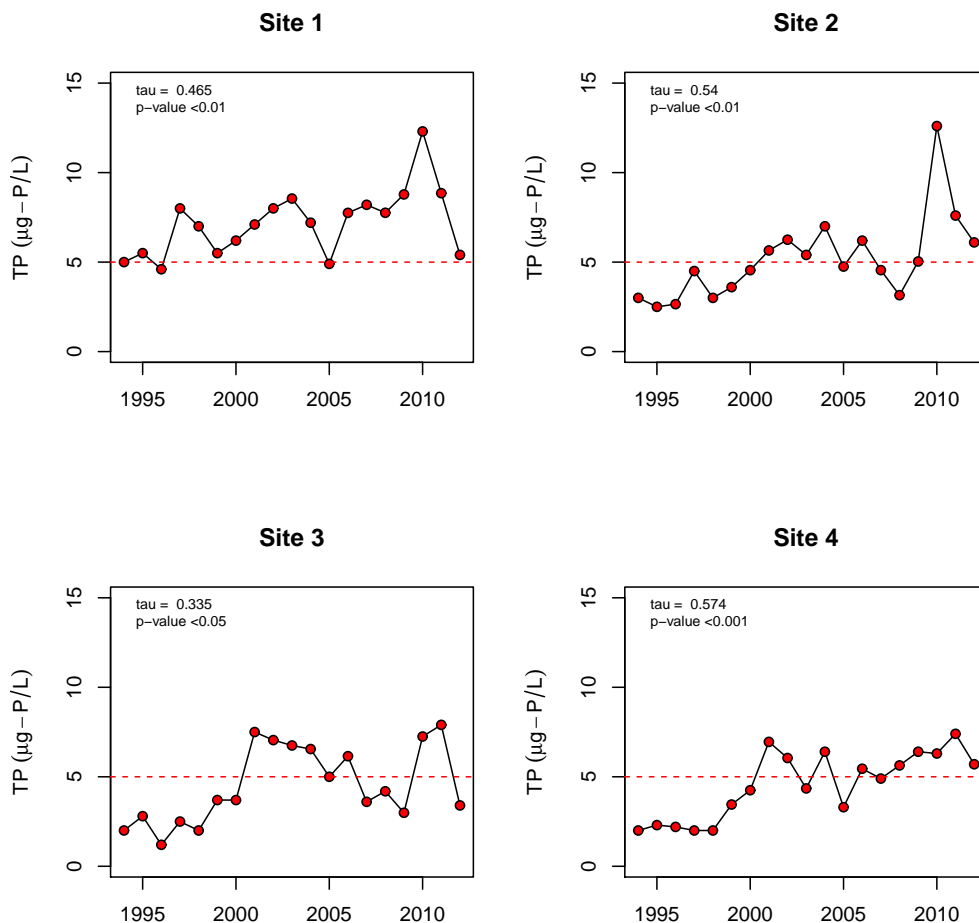 Site 1
tau = 0.465
p-value <0.01
TP (μg-P/L)
15
10
5
0
1995 2000 2005 2010
Site 2
tau = 0.54
p-value <0.01
TP (μg-P/L)
15
10
5
0
1995 2000 2005 2010
Site 3
tau = 0.335
p-value <0.05
TP (μg-P/L)
15
10
5
0
1995 2000 2005 2010
Site 4
tau = 0.574
p-value <0.001
TP (μg-P/L)
15
10
5
0
1995 2000 2005 2010